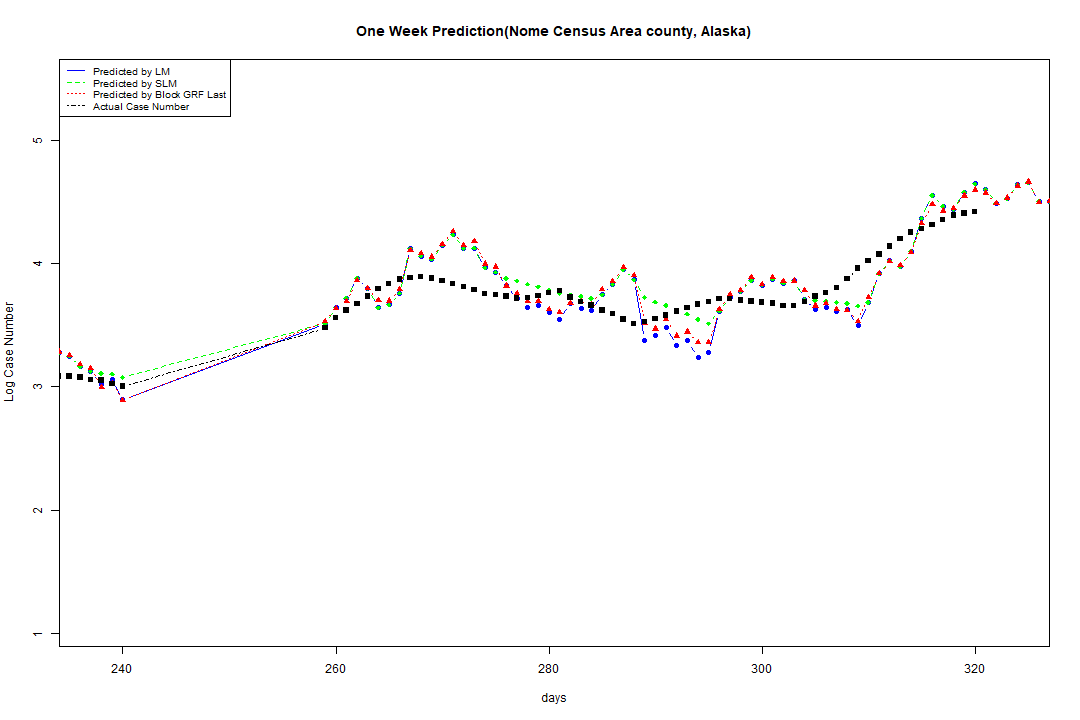 One Week Prediction(Nome Census Area county, Alaska)
Predicted by LM
Predicted by SLM
Predicted by Block GRF Last
Actual Case Number
5
4
3
2
1
Log Case Number
240 260 280 300 320
days